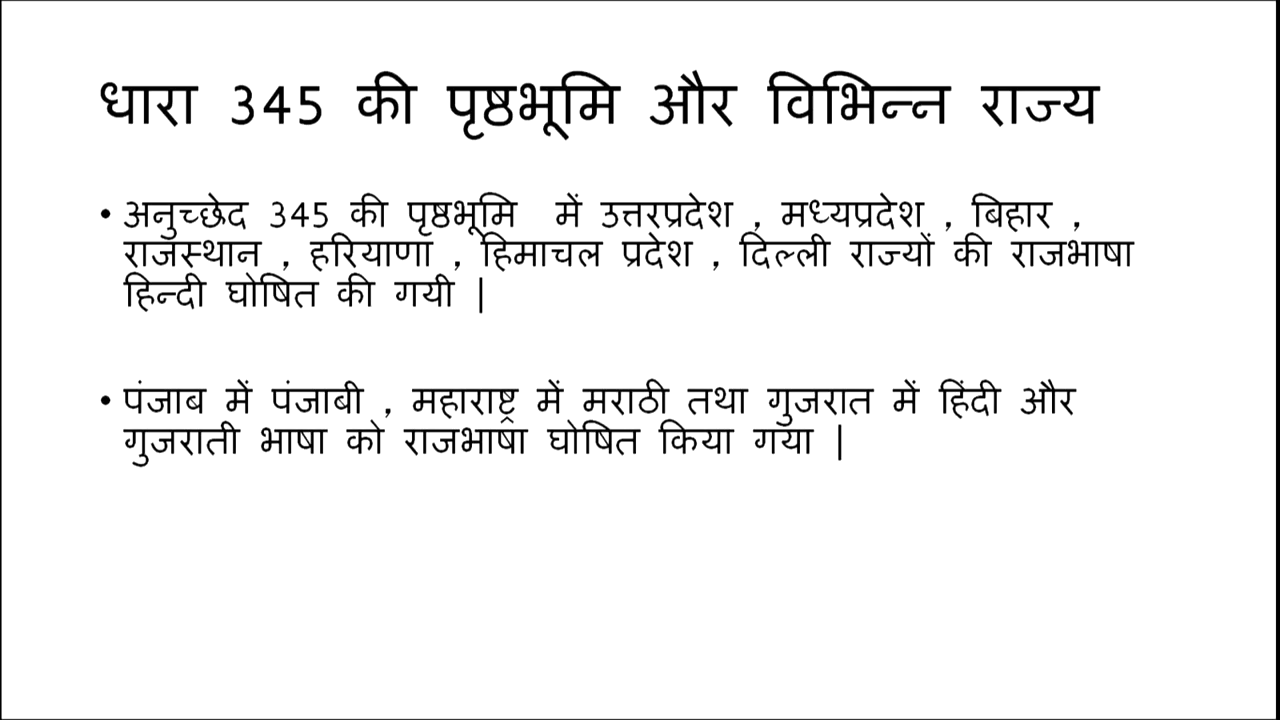 धारा 345 की पृष्ठभूमि और विभिन्न राज्य
• अनुच्छेद 345 की पृष्ठभूमि में उत्तरप्रदेश , मध्यप्रदेश , बिहार ,
राजस्थान , हरियाणा , हिमाचल प्रदेश , दिल्ली राज्यों की राजभाषा
हिन्दी घोषित की गयी |
• पंजाब में पंजाबी , महाराष्ट्र में मराठी तथा गुजरात में हिंदी और
गुजराती भाषा को राजभाषा घोषित किया गया |